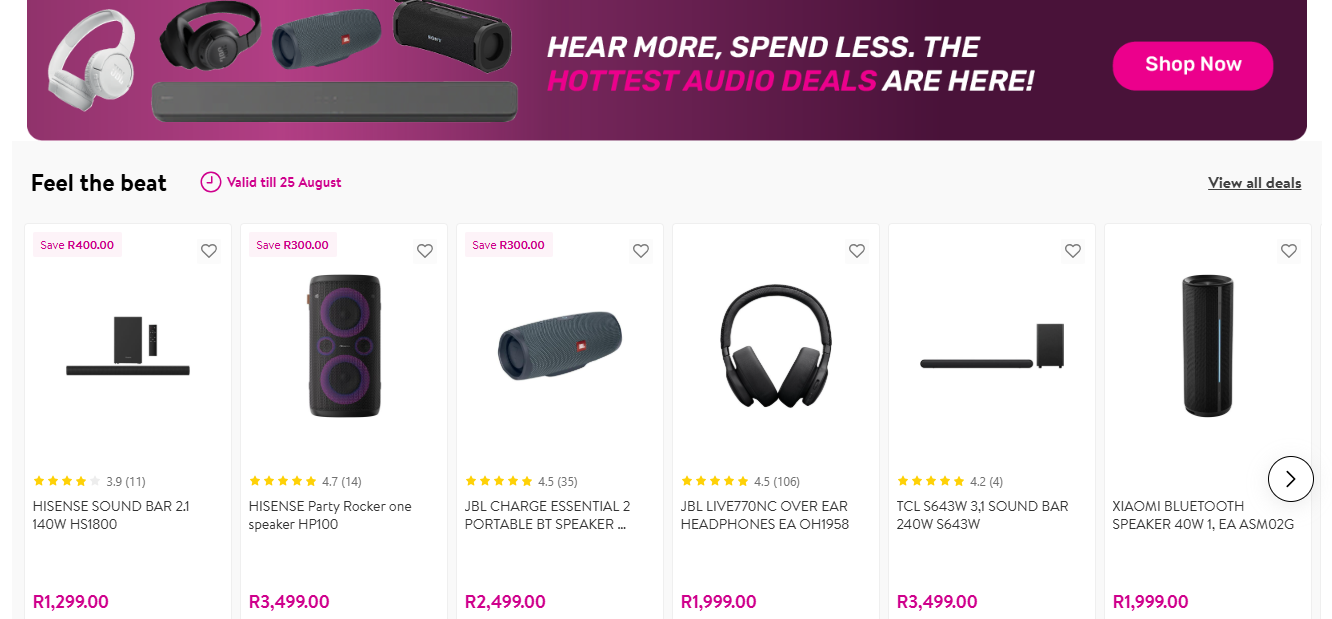 HEAR MORE, SPEND LESS. THE
HOTTEST AUDIO DEALS ARE HERE!
Shop Now
SONY
JBL
Feel the beat
Valid till 25 August
View all deals
Save R400.00
Save R300.00
Save R300.00
JBL
3.9 (11)
4.7 (14)
4.5 (35)
4.5 (106)
4.2 (4)
HISENSE SOUND BAR 2.1
140W HS1800
HISENSE Party Rocker one
speaker HP100
JBL CHARGE ESSENTIAL 2
PORTABLE BT SPEAKER ...
JBL LIVE770NC OVER EAR
HEADPHONES EA OH1958
TCL S643W 3,1 SOUND BAR
240W S643W
XIAOMI BLUETOOTH
SPEAKER 40W 1, EA ASM02G
R1,299.00
R3,499.00
R2,499.00
R1,999.00
R3,499.00
R1,999.00